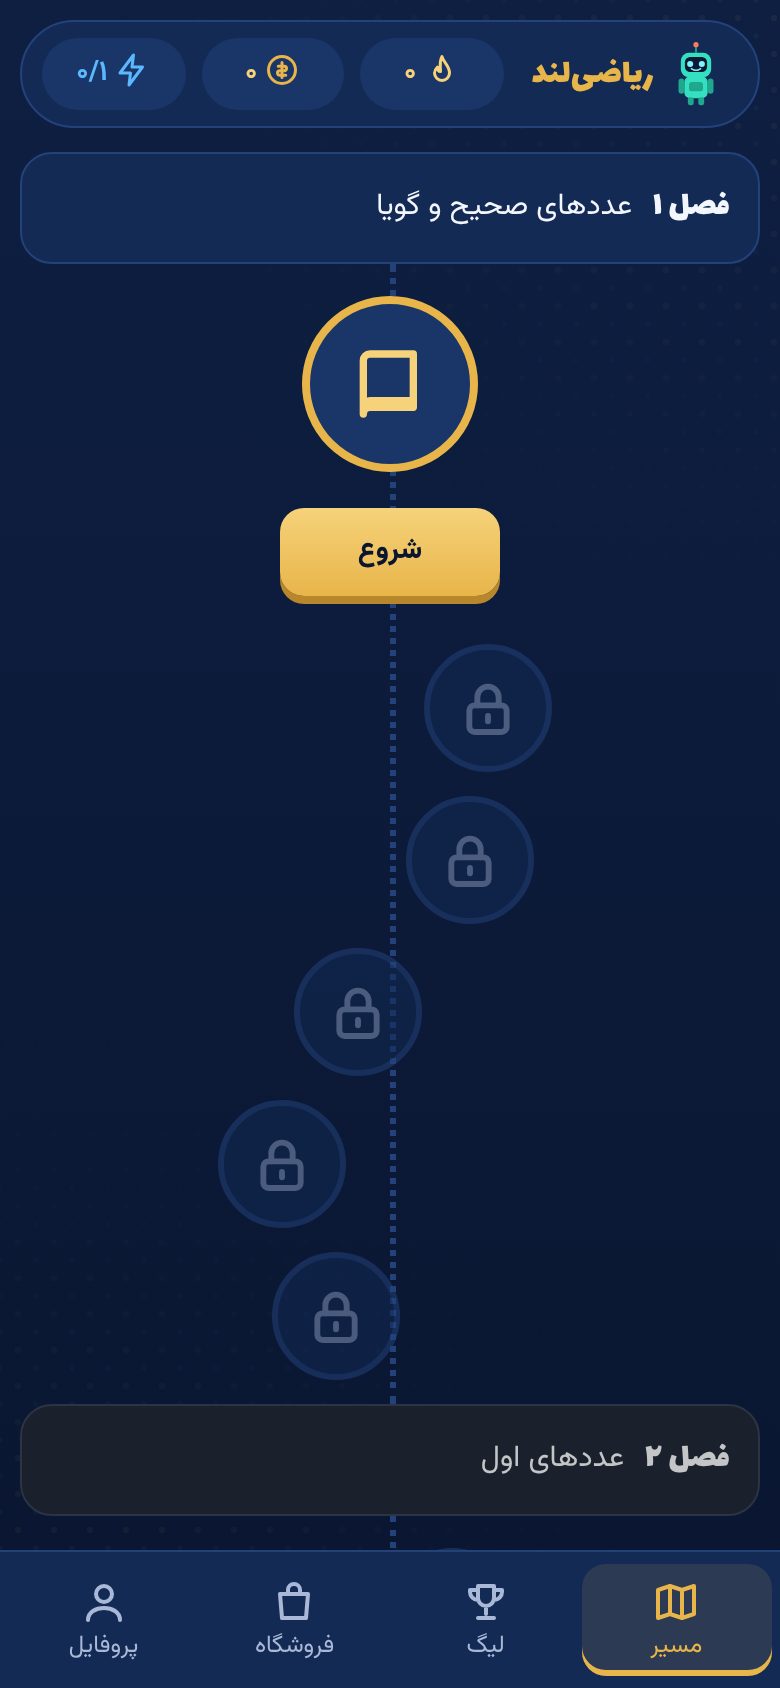 ریاضی‌لند
۰
۰
۰/۱
فصل ۱ عددهای صحیح و گویا
شروع
فصل ۲ عددهای اول
مسیر
لیگ
فروشگاه
پروفایل